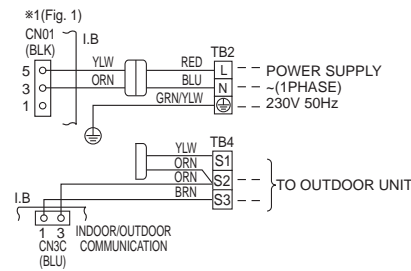 ※1(Fig. 1)
CN01
(BLK)
I.B
5
3
1
YLW
ORN
RED
BLU
GRN/YLW
TB2
L
N
POWER SUPPLY
~(1PHASE)
230V 50Hz
TB4
YLW
ORN
ORN
BRN
S1
S2
S3
TO OUTDOOR UNIT
I.B
1 3
CN3C
(BLU)
INDOOR/OUTDOOR
COMMUNICATION